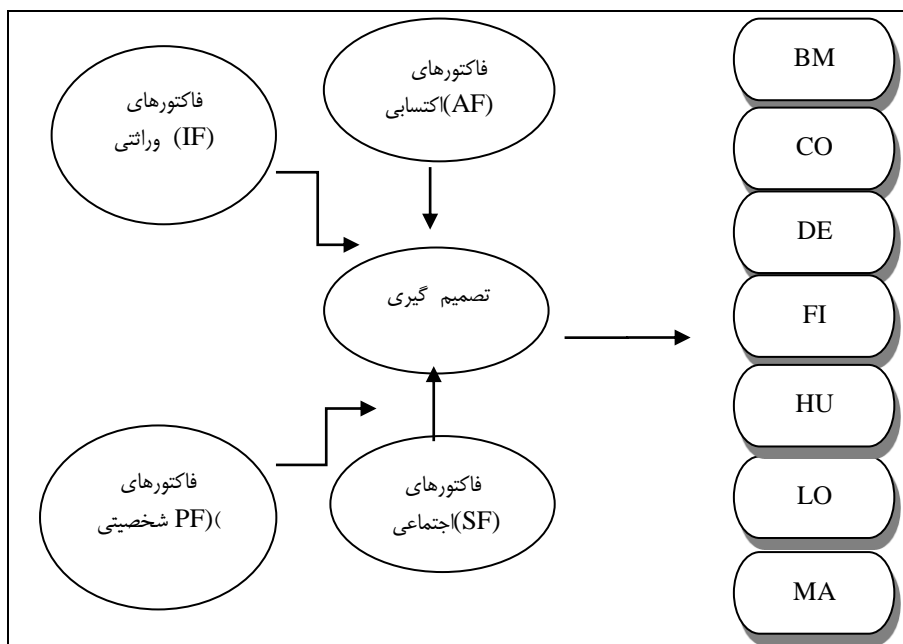 فاکتورهای
اکتسابی(AF)
فاکتورهای
وراثتی (IF)
تصمیم گیری
فاکتورهای
شخصیتی PF)(
فاکتورهای
اجتماعی(SF)
BM
CO
DE
FI
HU
LO
MA